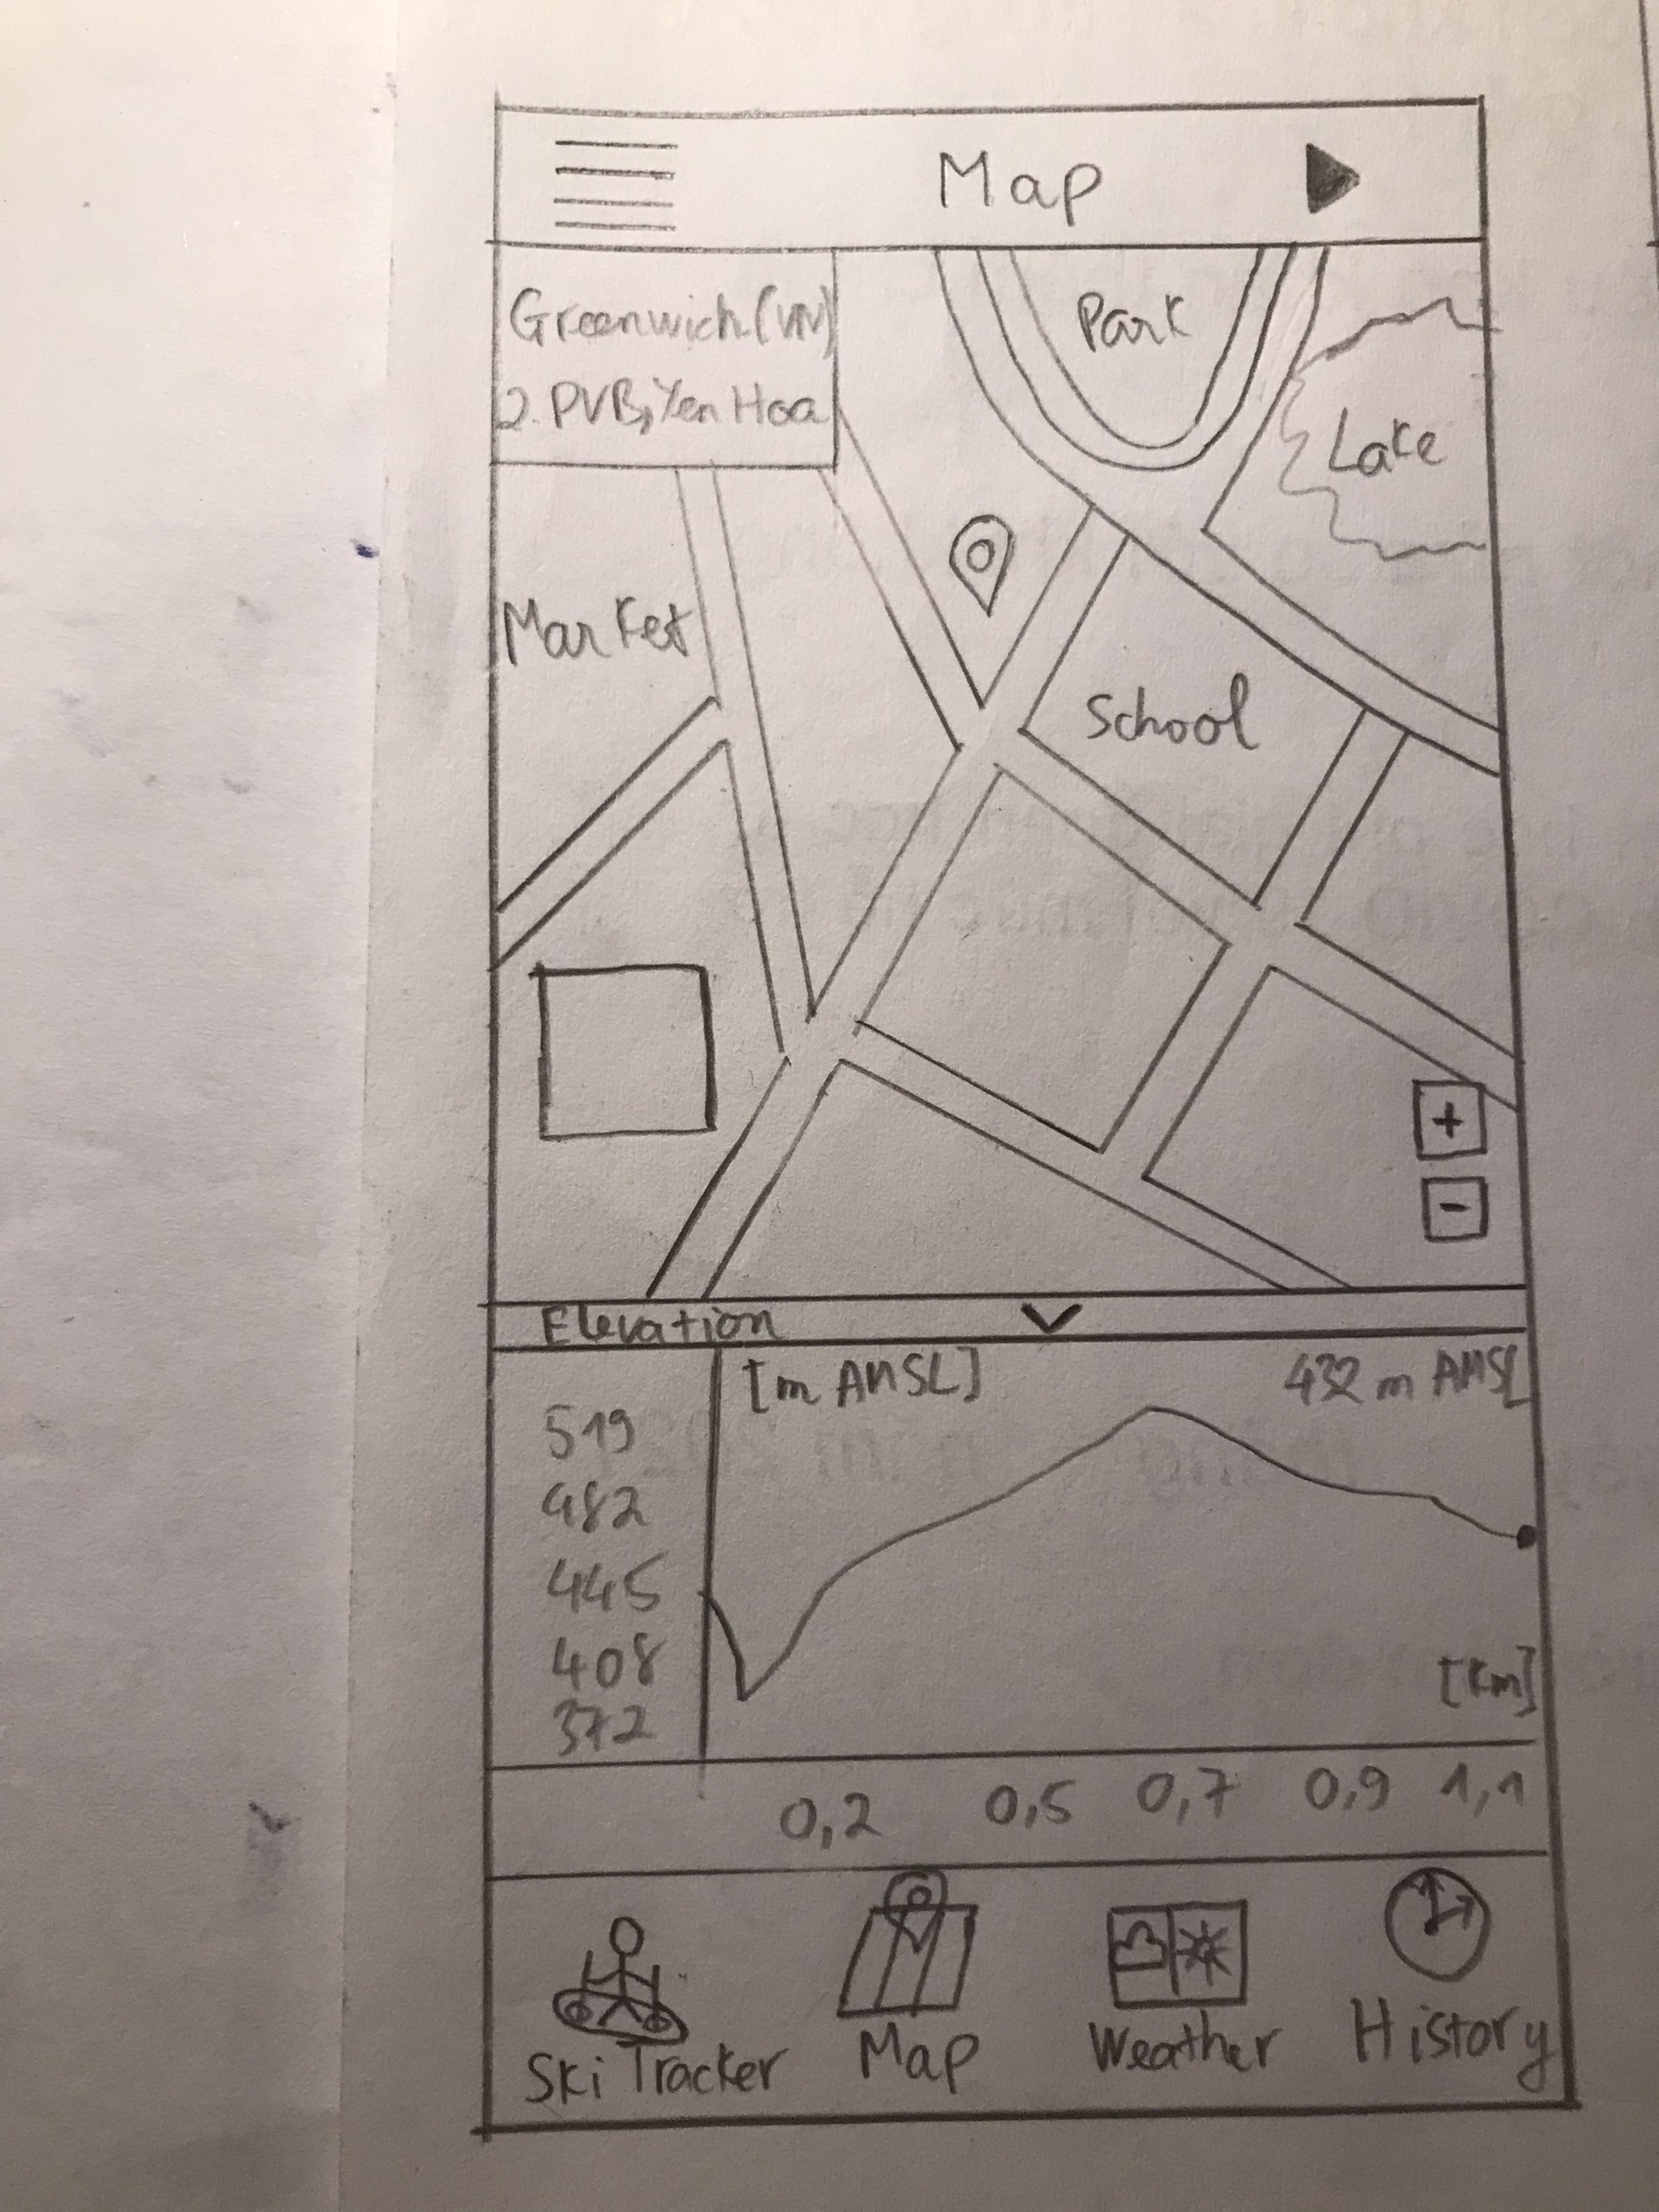 Map
Greenwich (VN)
2. PVB, Yen Hoa
Park
Lake
Market
School
+
-
Elevation
[m AMSL]
432 m AMSL
519
482
445
408
372
[km]
0,2 0,5 0,7 0,9 1,1
Ski Tracker Map Weather History